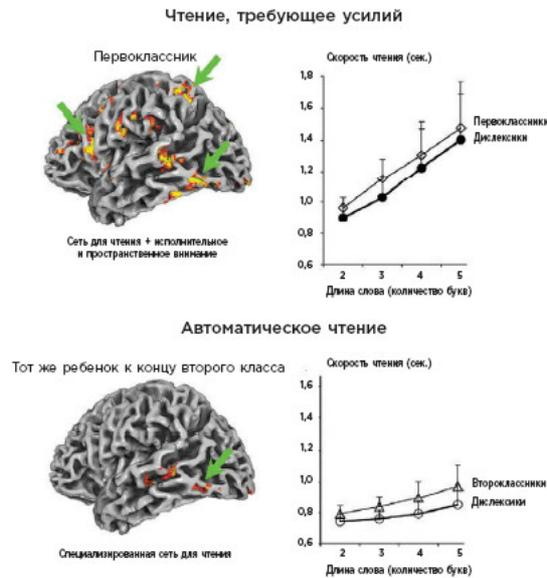 Чтение, требующее усилий
Первоклассник
Сеть для чтения + исполнительное
и пространственное внимание
Скорость чтения (сек.)
1,8
1,6
1,4
1,2
1,0
0,8
0,6
Первоклассники
Дислексики
2 3 4 5
Длина слова (количество букв)
Автоматическое чтение
Тот же ребенок к концу второго класса
Специализированная сеть для чтения
Скорость чтения (сек.)
1,8
1,6
1,4
1,2
1,0
0,8
0,6
Второклассники
Дислексики
2 3 4 5
Длина слова (количество букв)